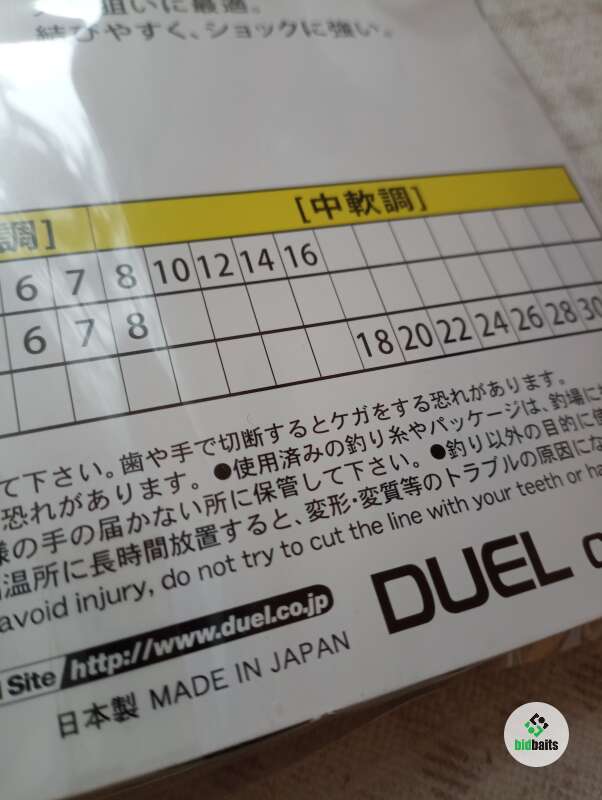 狙いに最適。
結びやすく、ショックに強い。
調] [中軟調]
6 7 8 10 12 14 16
6 7 8
18 20 22 24 26 28 30
て下さい。歯や手で切断するとケガをする恐れがあります。
恐れがあります。●使用済みの釣り糸やパッケージは、釣場に
様の手の届かない所に保管して下さい。●釣り以外の目的に使
温所に長時間放置すると、変形・変質等のトラブルの原因にな
avoid injury, do not try to cut the line with your teeth or ha
Site http://www.duel.co.jp
DUEL
日本製 MADE IN JAPAN
bidbaits